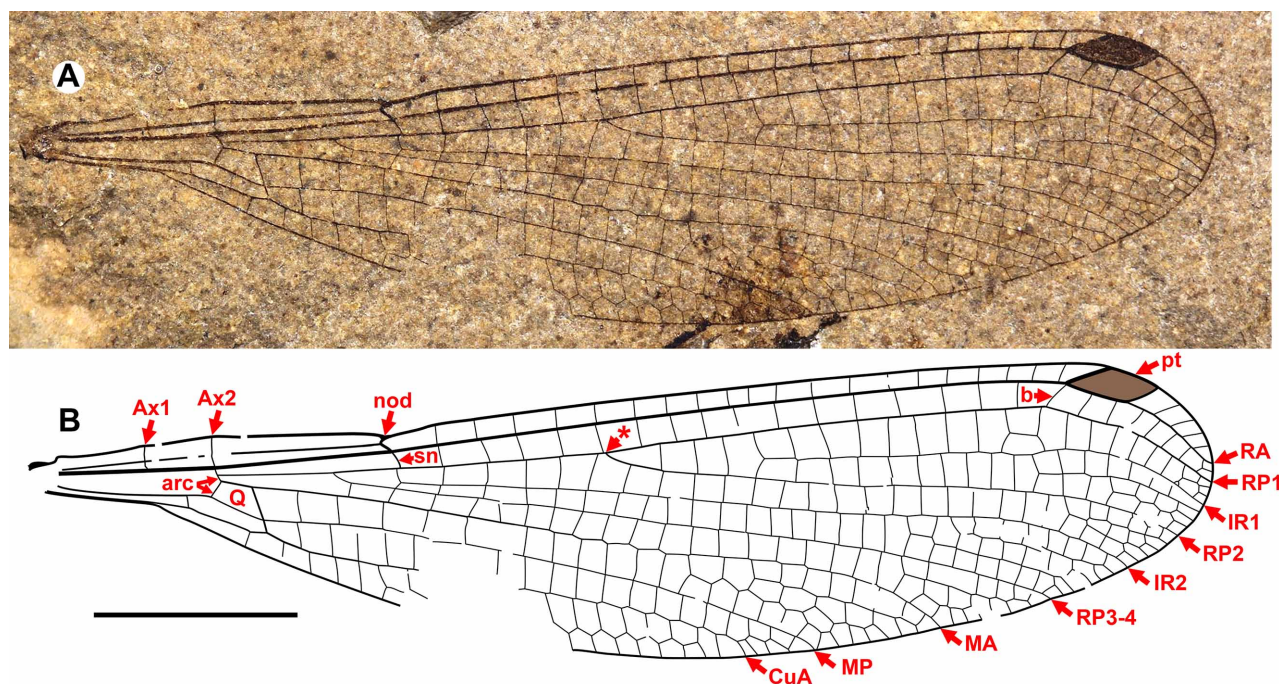 A
B
Ax1
Ax2
nod
pt
b
*
sn
arc
Q
RA
RP1
IR1
RP2
IR2
RP3-4
MA
MP
CuA